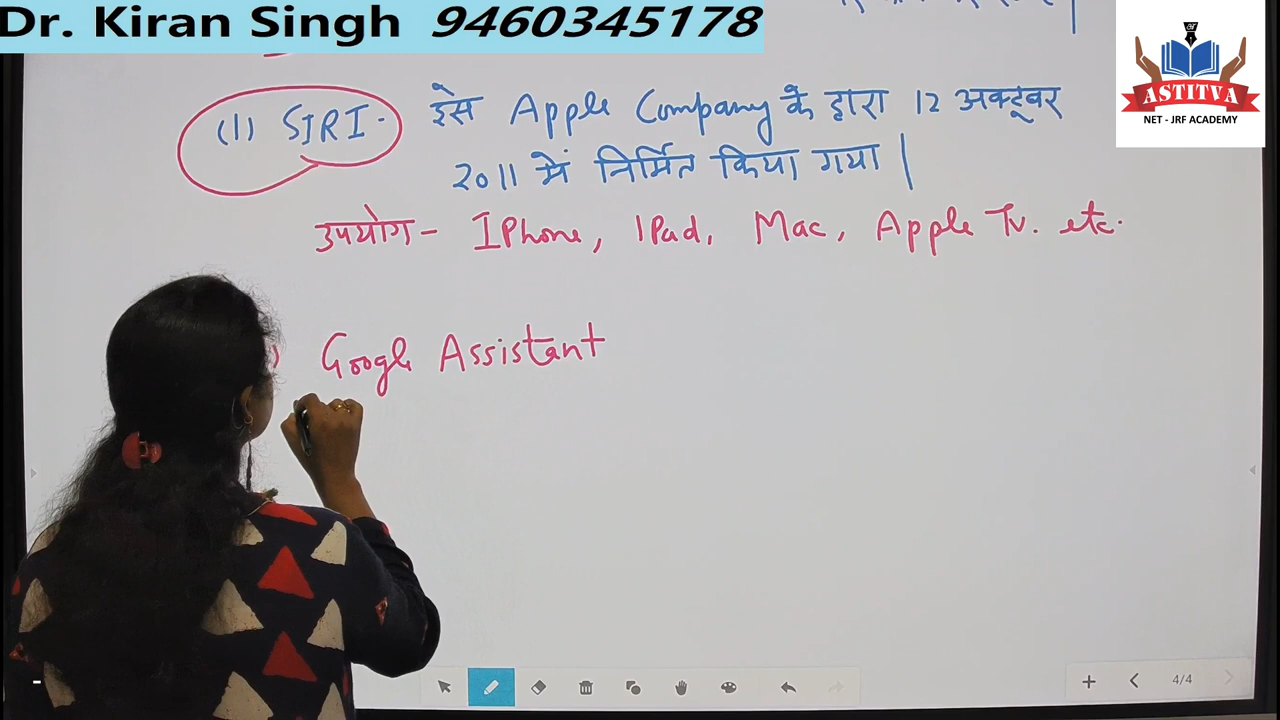 Dr. Kiran Singh 9460345178
ASTITVA
NET - JRF ACADEMY
(1) SIRI. इसे Apple Company के द्वारा 12 अक्टूबर
2011 में निर्मित किया गया |
उपयोग - IPhone, IPad, Mac, Apple Tv. etc.
) Google Assistant
4/4